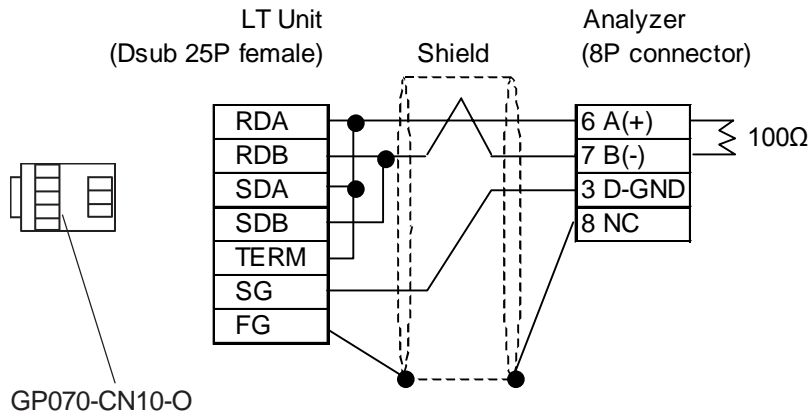 LT Unit
(Dsub 25P female)
Shield
Analyzer
(8P connector)
RDA
RDB
SDA
SDB
TERM
SG
FG
6 A(+)
7 B(-)
3 D-GND
8 NC
100Ω
GP070-CN10-O